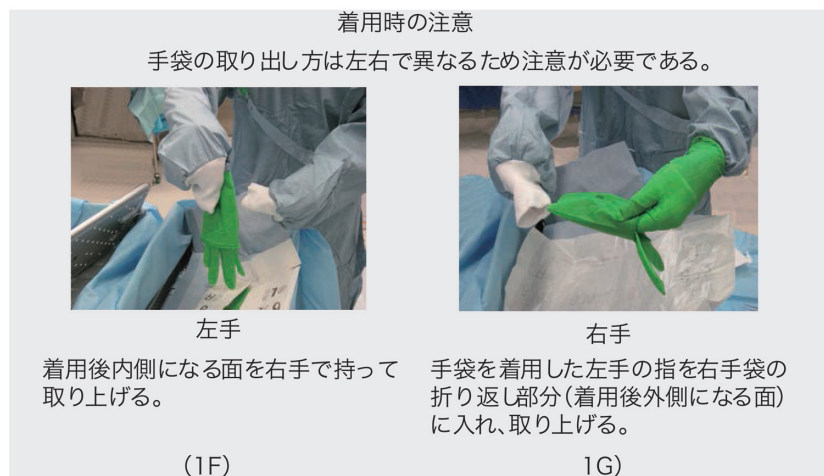 着用時の注意
手袋の取り出し方は左右で異なるため注意が必要である。
左手
着用後内側になる面を右手で持って
取り上げる。
(1F)
右手
手袋を着用した左手の指を右手袋の
折り返し部分(着用後外側になる面)
に入れ、取り上げる。
1G)